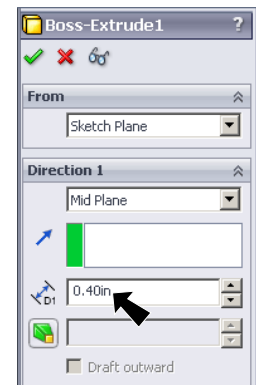 Boss-Extrude1 ?
From
Sketch Plane
Direction 1
Mid Plane
D1 0.40in
Draft outward